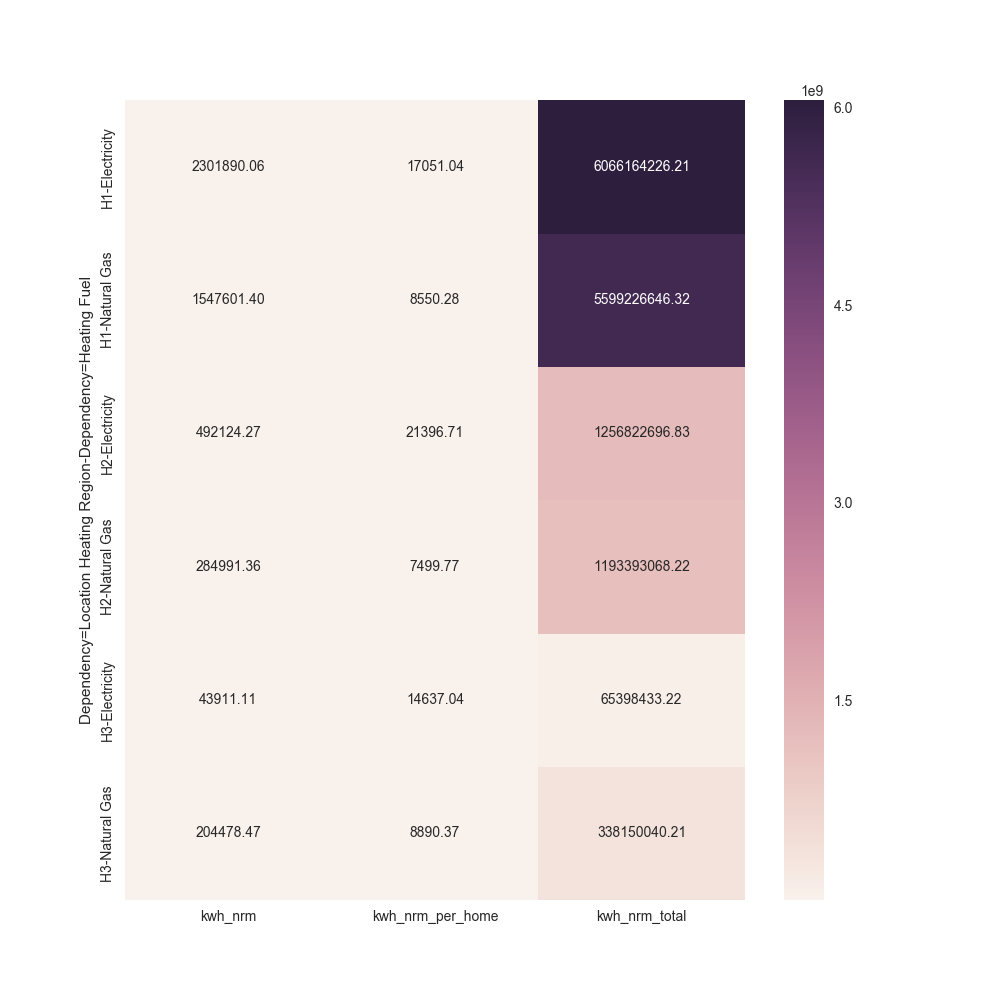 1e9
6.0
4.5
3.0
1.5
Dependency=Location Heating Region-Dependency=Heating Fuel
H1-Electricity
2301890.06 17051.04 6066164226.21
H1-Natural Gas
1547601.40 8550.28 5599226646.32
H2-Electricity
492124.27 21396.71 1256822696.83
H2-Natural Gas
284991.36 7499.77 1193393068.22
H3-Electricity
43911.11 14637.04 65398433.22
H3-Natural Gas
204478.47 8890.37 338150040.21
kwh_nrm kwh_nrm_per_home kwh_nrm_total